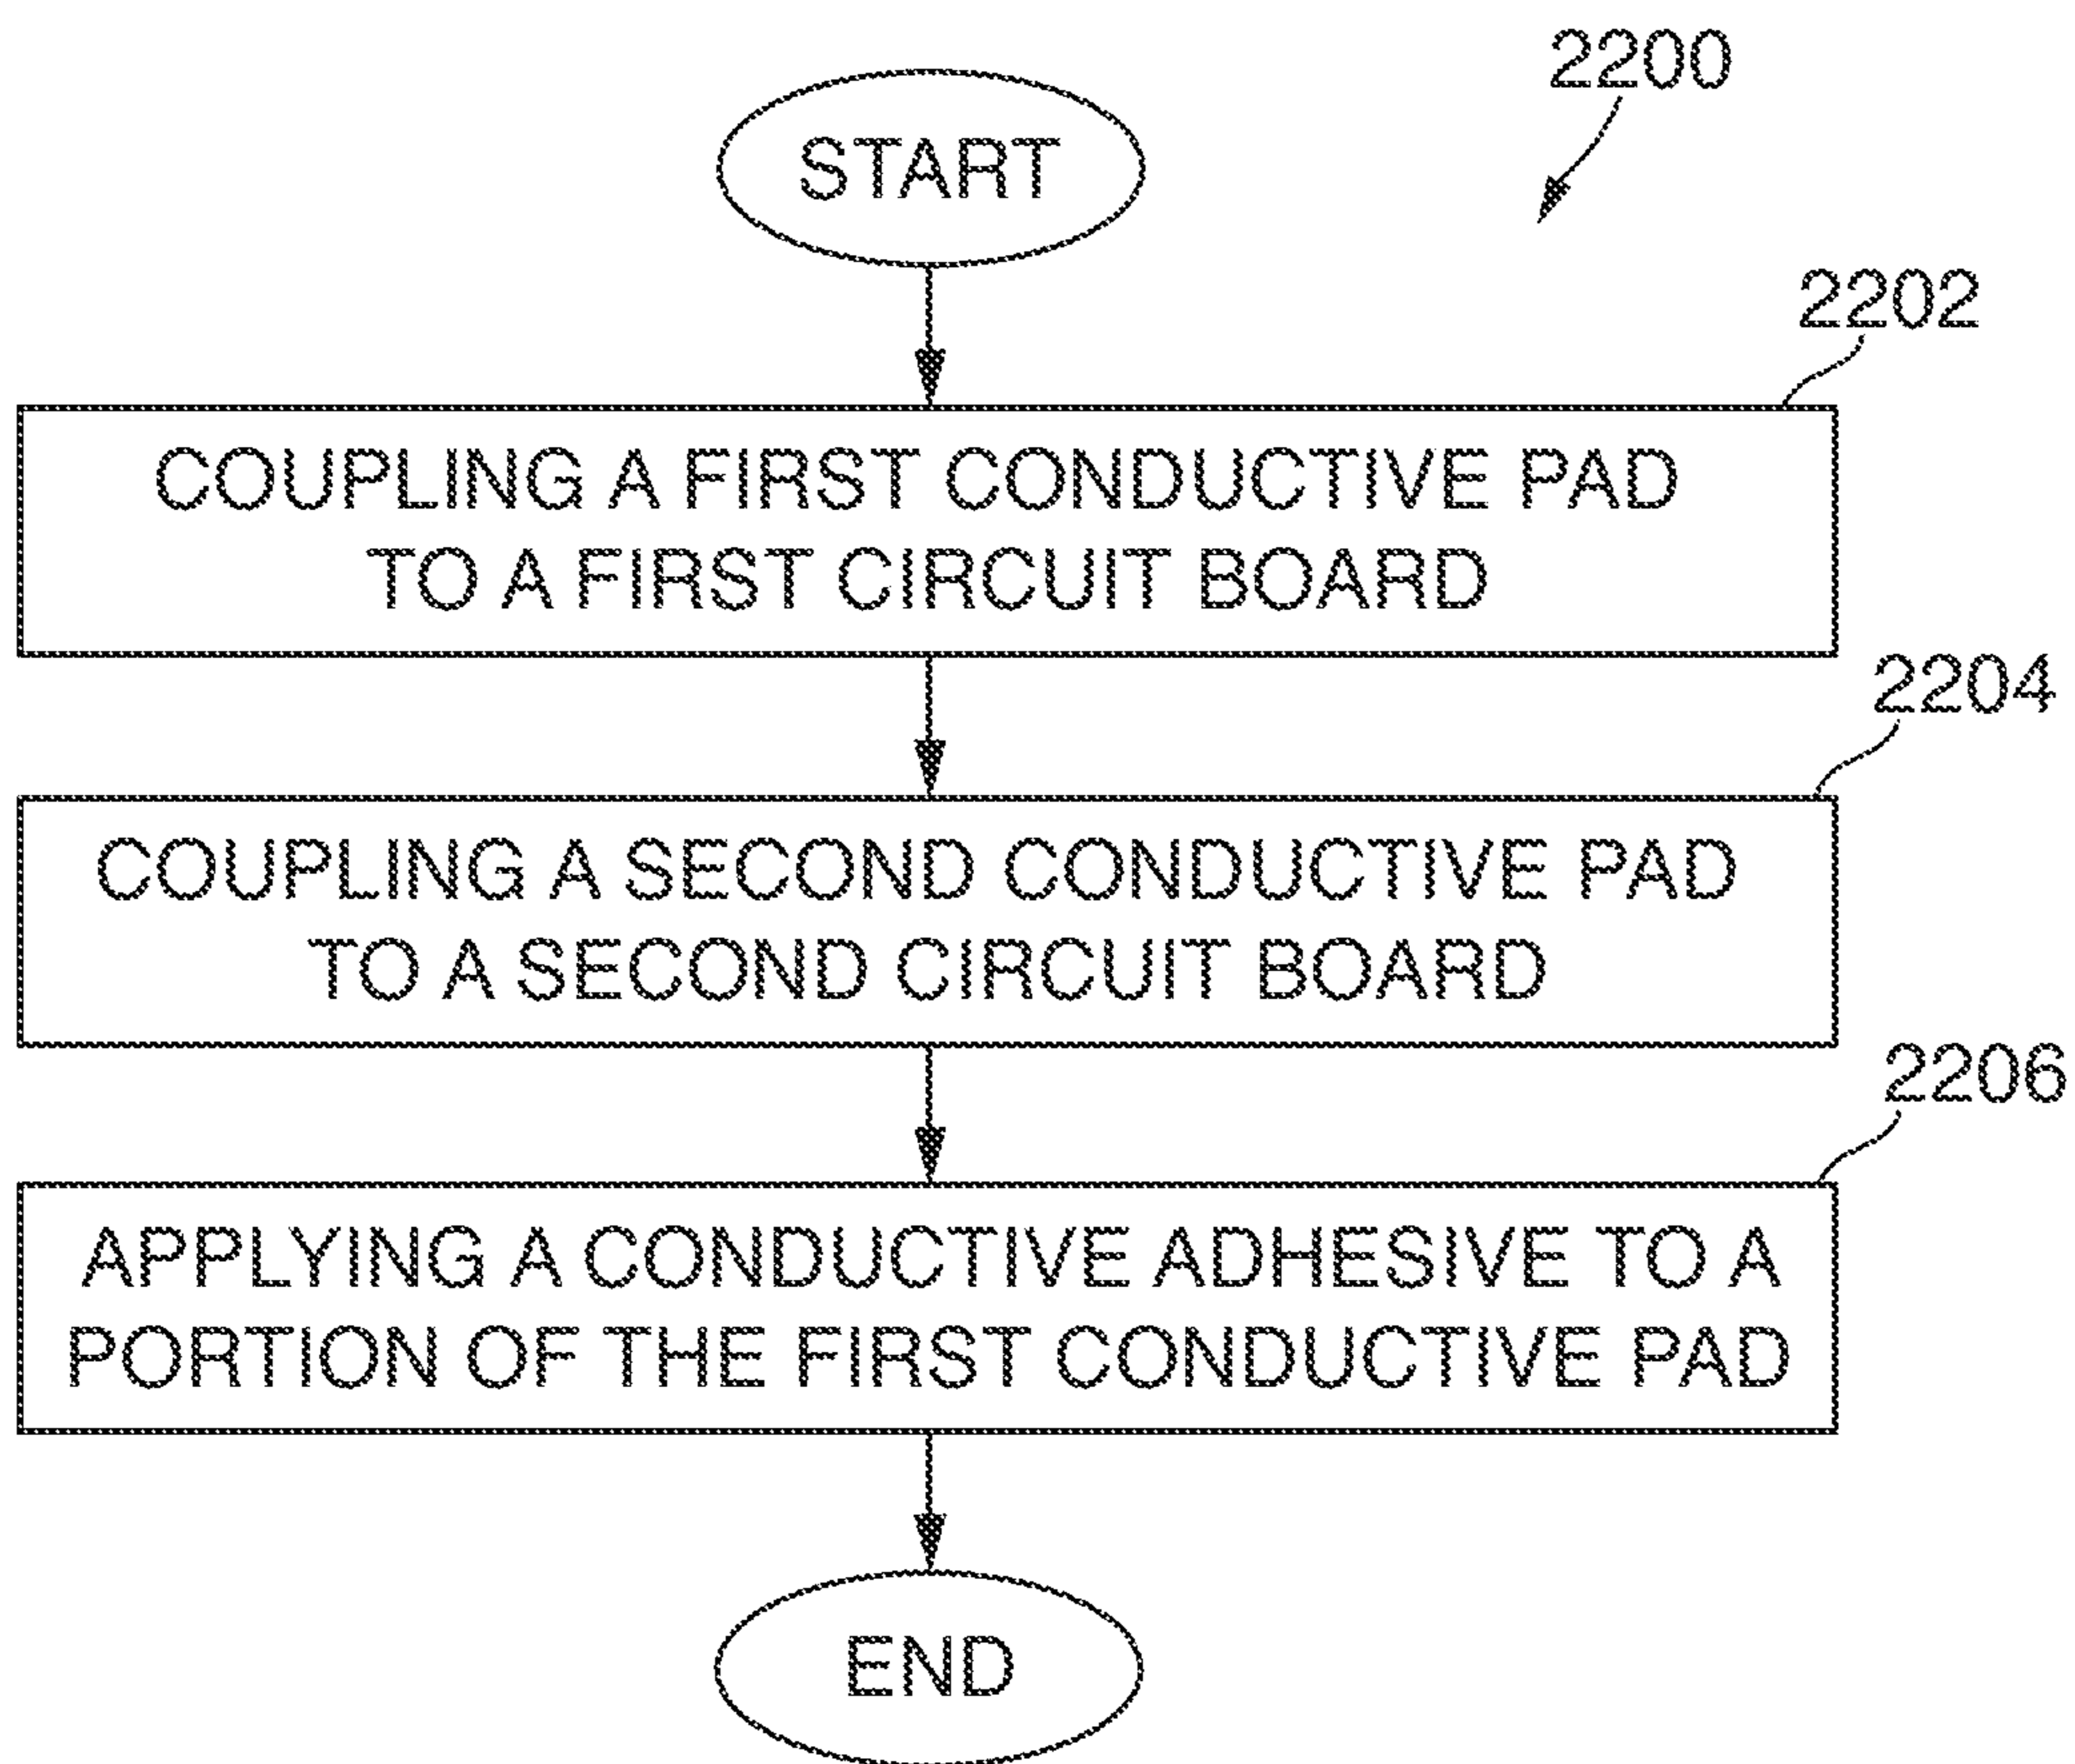 2200
START
2202
COUPLING A FIRST CONDUCTIVE PAD
TO A FIRST CIRCUIT BOARD
2204
COUPLING A SECOND CONDUCTIVE PAD
TO A SECOND CIRCUIT BOARD
2206
APPLYING A CONDUCTIVE ADHESIVE TO A
PORTION OF THE FIRST CONDUCTIVE PAD
END